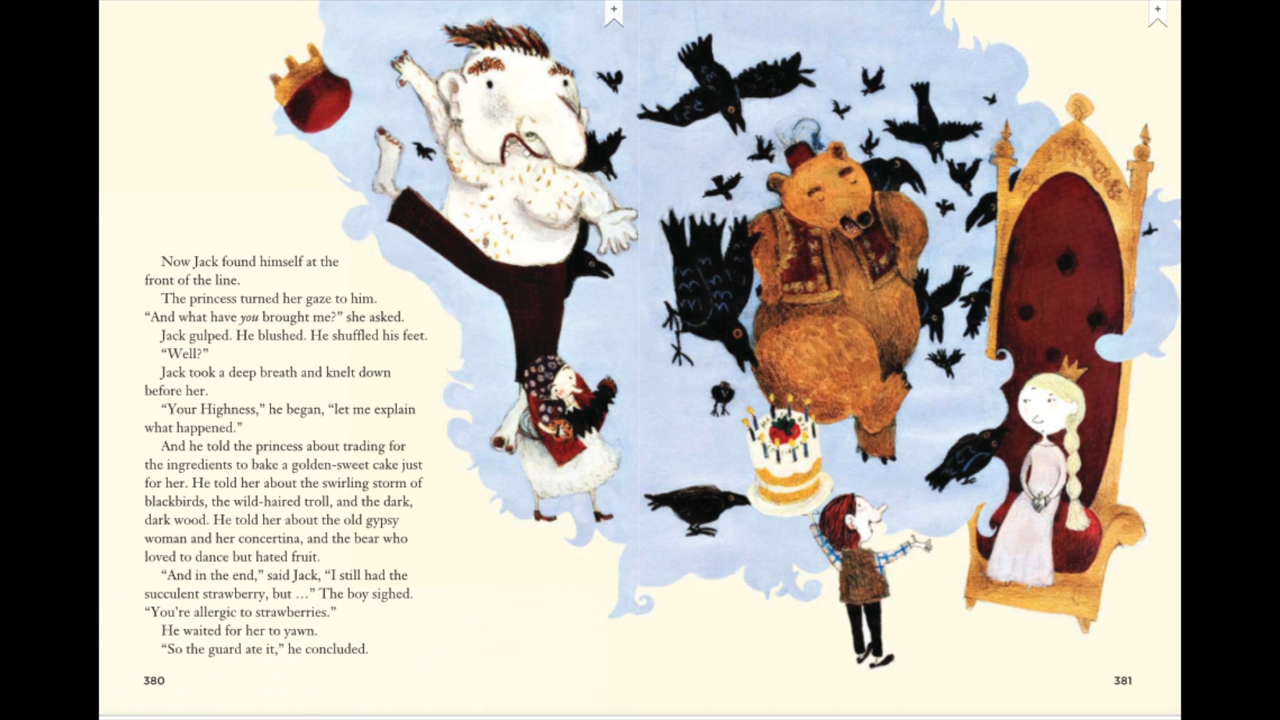 Now Jack found himself at the
front of the line.
The princess turned her gaze to him.
“And what have you brought me?” she asked.
Jack gulped. He blushed. He shuffled his feet.
“Well?”
Jack took a deep breath and knelt down
before her.
“Your Highness,” he began, “let me explain
what happened.”
And he told the princess about trading for
the ingredients to bake a golden-sweet cake just
for her. He told her about the swirling storm of
blackbirds, the wild-haired troll, and the dark,
dark wood. He told her about the old gypsy
woman and her concertina, and the bear who
loved to dance but hated fruit.
“And in the end,” said Jack, “I still had the
succulent strawberry, but …” The boy sighed.
“You’re allergic to strawberries.”
He waited for her to yawn.
“So the guard ate it,” he concluded.
380
381